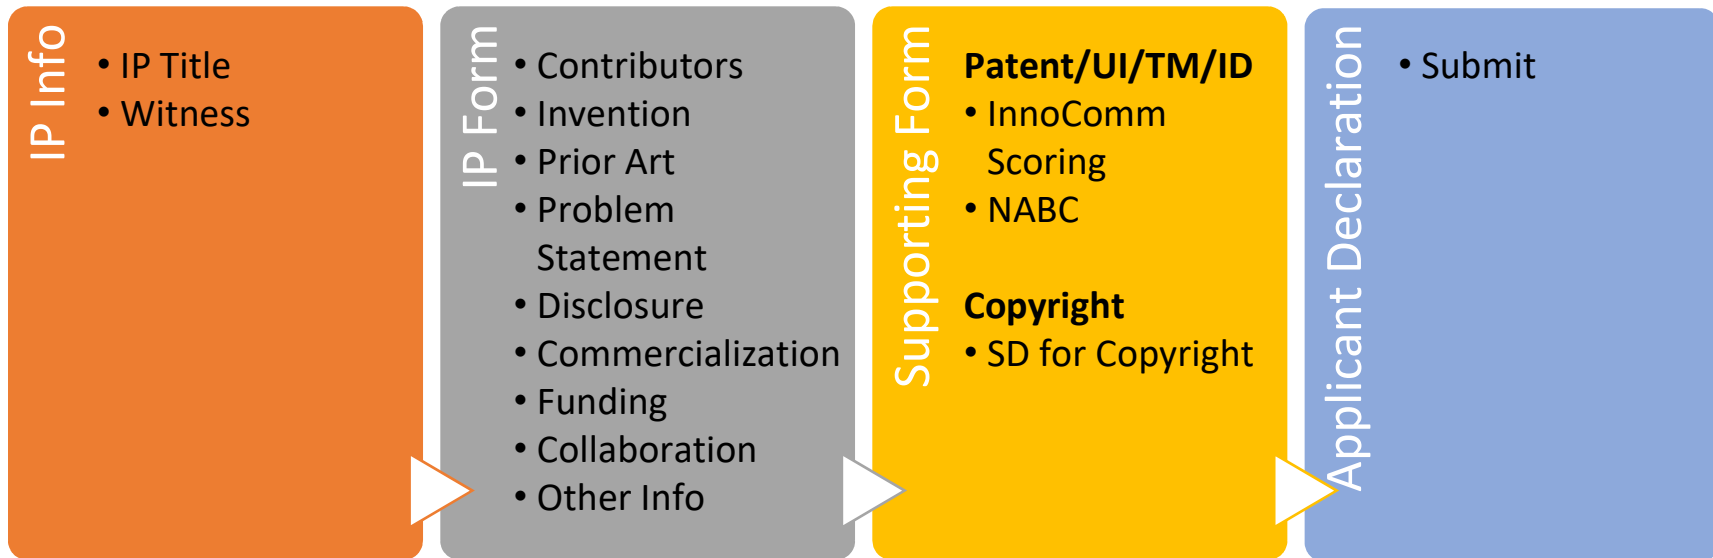 IP Info
• IP Title
• Witness
IP Form
• Contributors
• Invention
• Prior Art
• Problem
Statement
• Disclosure
• Commercialization
• Funding
• Collaboration
• Other Info
Supporting Form
Patent/UI/TM/ID
• InnoComm
Scoring
• NABC
Copyright
• SD for Copyright
Applicant Declaration
• Submit